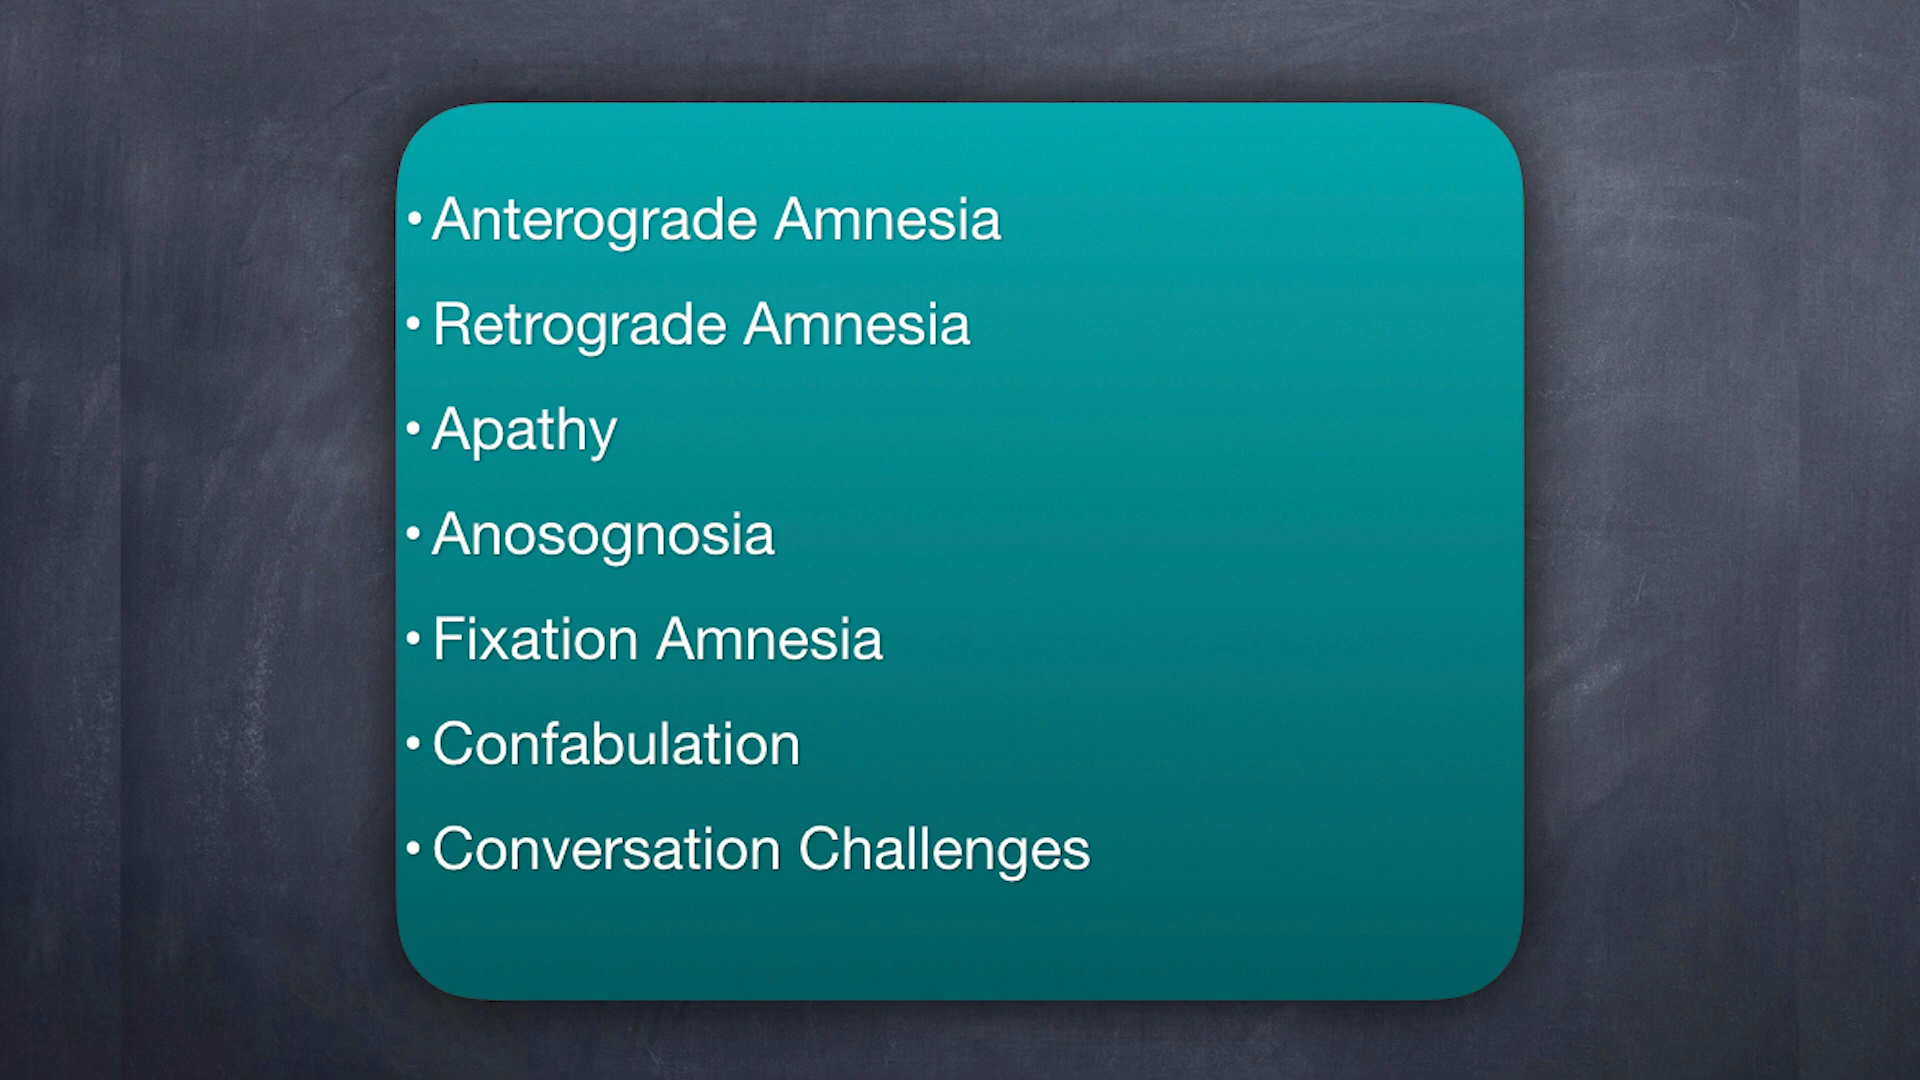 • Anterograde Amnesia
• Retrograde Amnesia
• Apathy
• Anosognosia
• Fixation Amnesia
• Confabulation
• Conversation Challenges